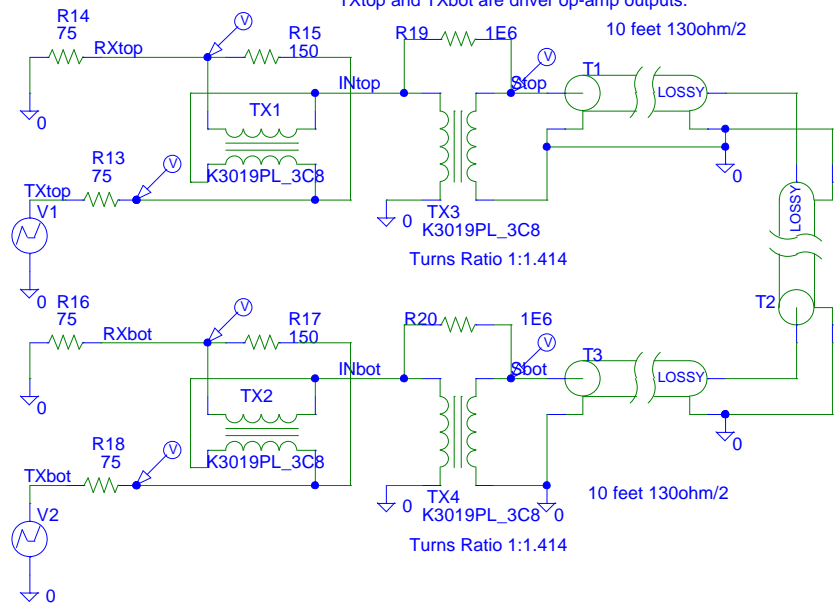 TXtop and TXbot are driver op-amp outputs.
R14
75
RXtop
V
R15
150
R19
1E6
10 feet 130ohm/2
V
INtop
Stop
T1
LOSSY
0
TX1
R13
75
V
K3019PL_3C8
TXtop
V1
0
TX3
K3019PL_3C8
0
Turns Ratio 1:1.414
LOSSY
T2
0
R16
75
RXbot
V
R17
150
R20
1E6
V
INbot
Sbot
T3
LOSSY
0
TX2
0
R18
75
V
K3019PL_3C8
TXbot
V2
0
TX4
K3019PL_3C8
0
10 feet 130ohm/2
Turns Ratio 1:1.414
0